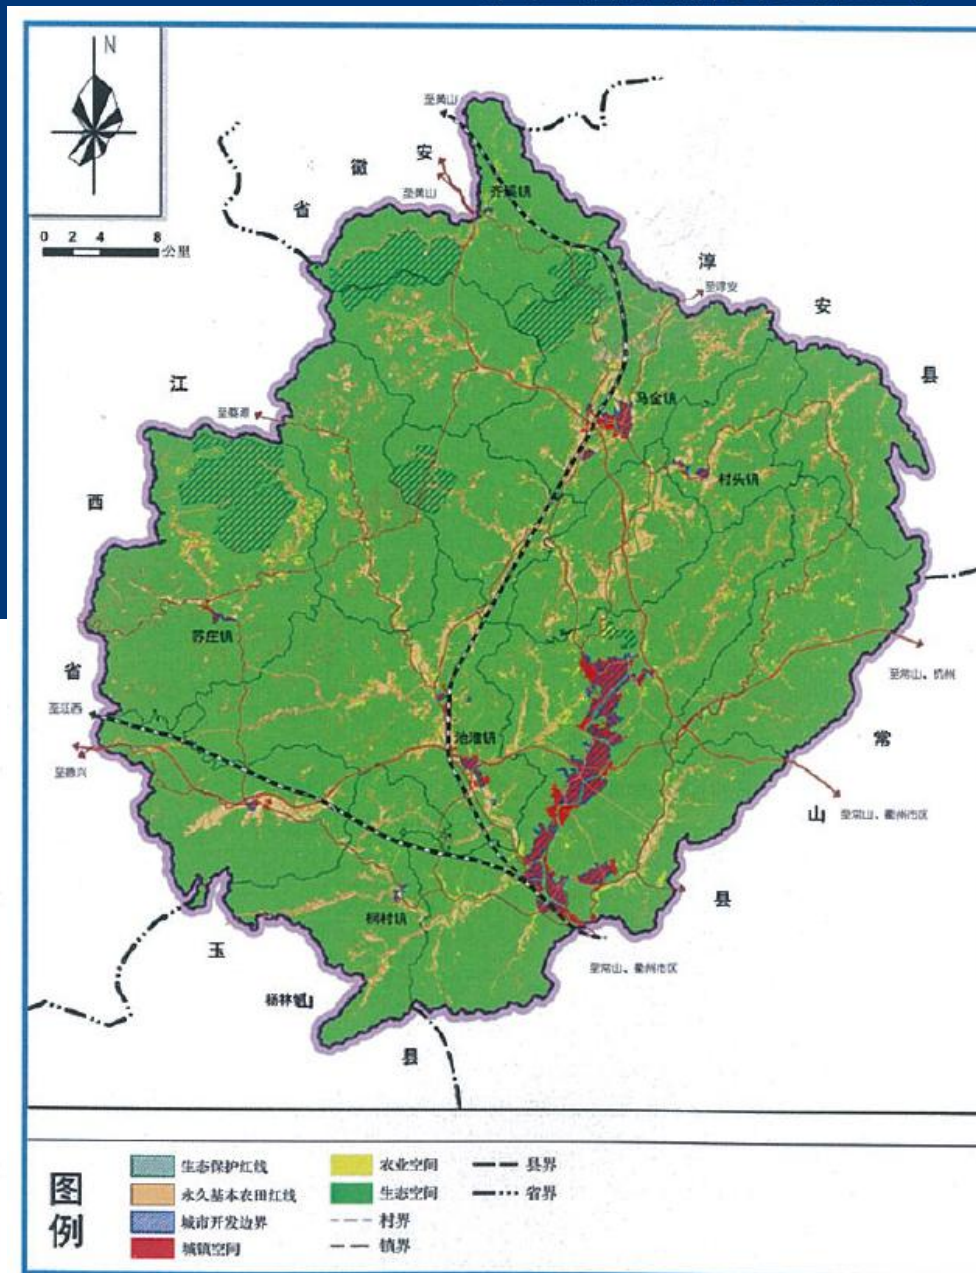 N
0 2 4 8
公里
至黄山
安
徽
省
至黄山
齐溪镇
淳
至淳安
安
县
江
至婺源
马金镇
村头镇
西
苏庄镇
省
至江西
至德兴
池淮镇
至常山、杭州
常
山
至常山、衢州市区
县
桐村镇
玉
至常山、衢州市区
杨林镇
山
县
图例
生态保护红线
永久基本农田红线
城市开发边界
城镇空间
农业空间
生态空间
村界
镇界
县界
省界